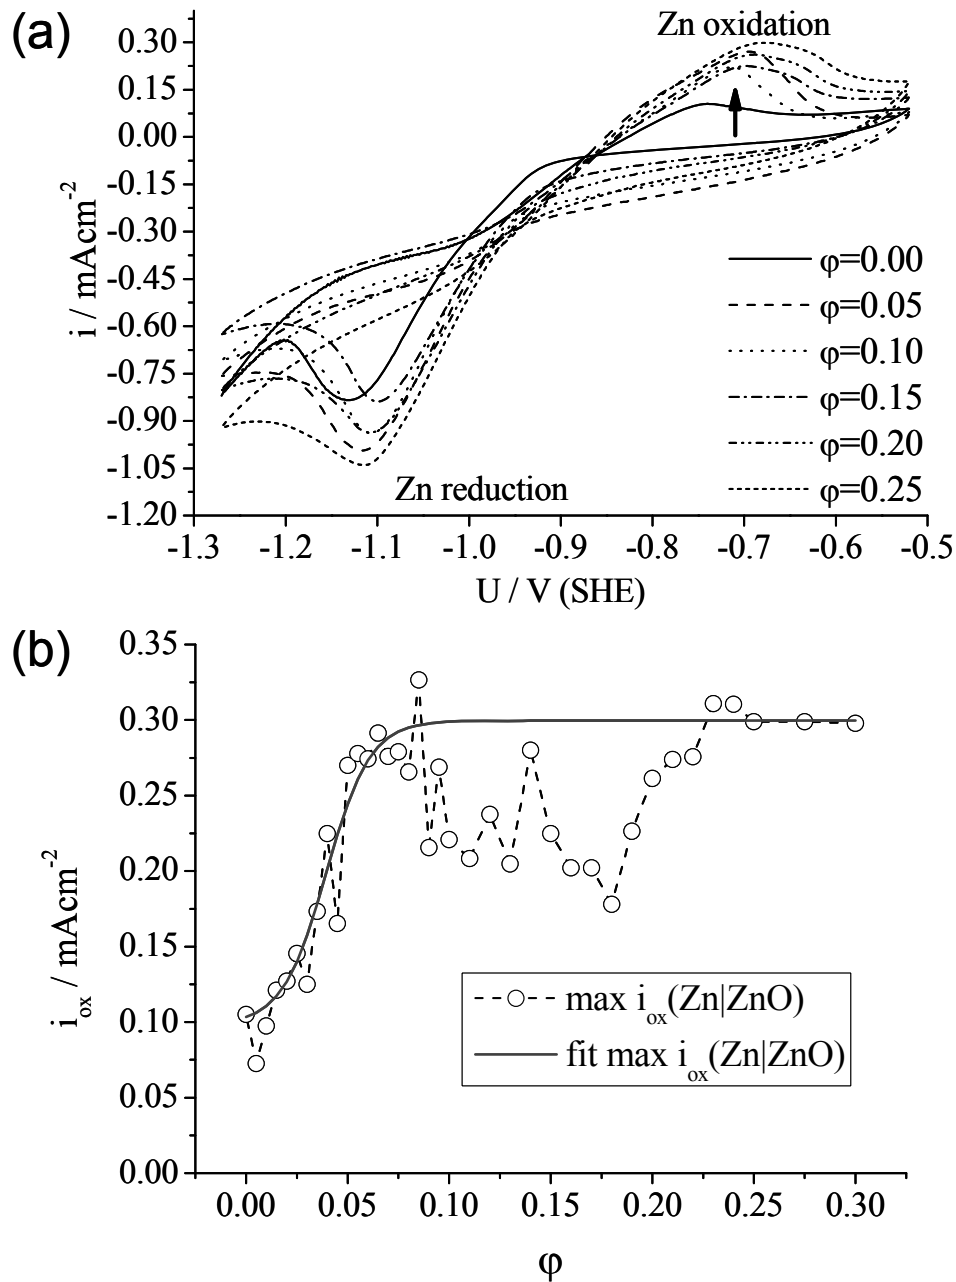 (a)
Zn oxidation
0.30
0.15
0.00
-0.15
-0.30
-0.45
-0.60
-0.75
-0.90
-1.05
-1.20
i / mAcm-2
φ=0.00
φ=0.05
φ=0.10
φ=0.15
φ=0.20
φ=0.25
Zn reduction
-1.3 -1.2 -1.1 -1.0 -0.9 -0.8 -0.7 -0.6 -0.5
U / V (SHE)
(b)
0.35
0.30
0.25
0.20
0.15
0.10
0.05
0.00
iox / mAcm-2
max iox(Zn|ZnO)
fit max iox(Zn|ZnO)
0.00 0.05 0.10 0.15 0.20 0.25 0.30
φ